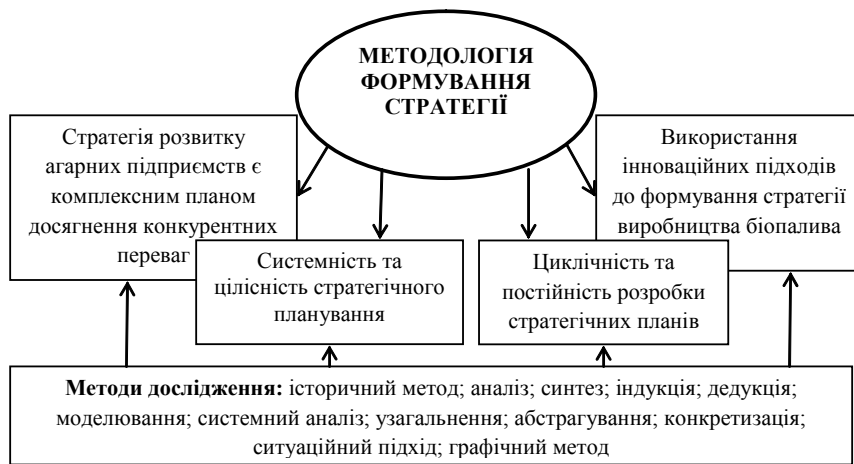 МЕТОДОЛОГІЯ
ФОРМУВАННЯ
СТРАТЕГІЇ
Стратегія розвитку
агарних підприємств є
комплексним планом
досягнення конкурентних
переваг
Системність та
цілісність стратегічного
планування
Циклічність та
постійність розробки
стратегічних планів
Використання
інноваційних підходів
до формування стратегії
виробництва біопалива
Методи дослідження: історичний метод; аналіз; синтез; індукція; дедукція;
моделювання; системний аналіз; узагальнення; абстрагування; конкретизація;
ситуаційний підхід; графічний метод